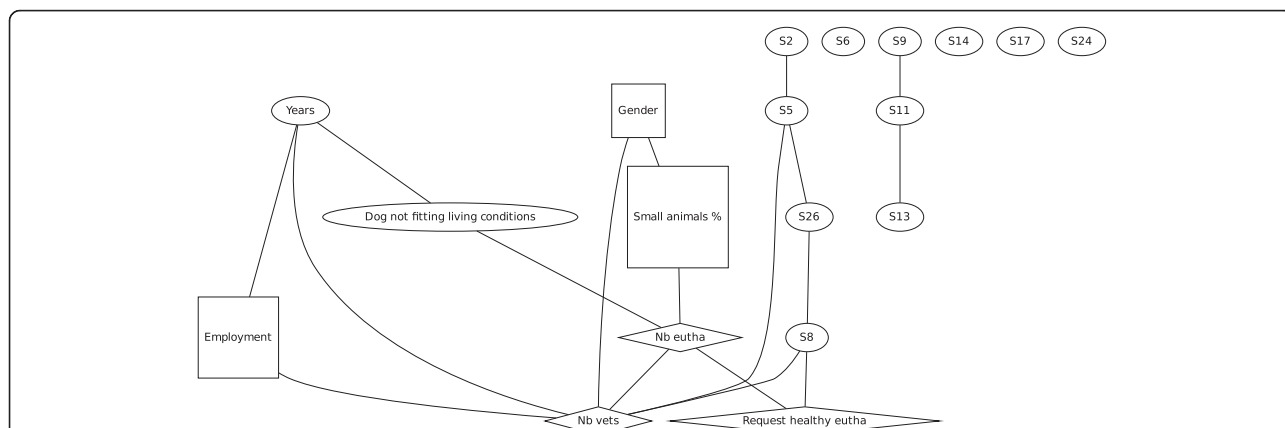 S2 S6 S9 S14 S17 S24
Years Gender S5 S11
Dog not fitting living conditions Small animals % S26 S13
Employment Nb eutha S8
Nb vets Request healthy eutha